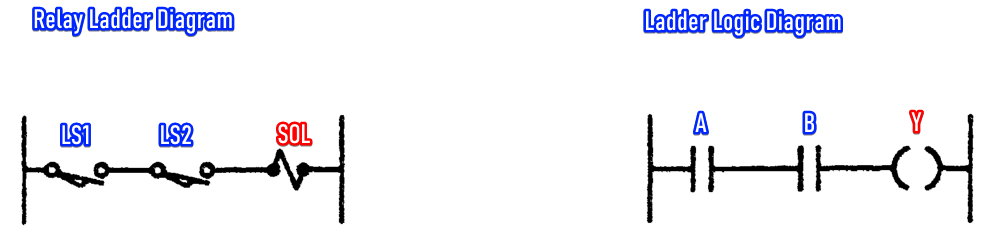 Relay Ladder Diagram
Ladder Logic Diagram
LS1 LS2 SOL
A B Y